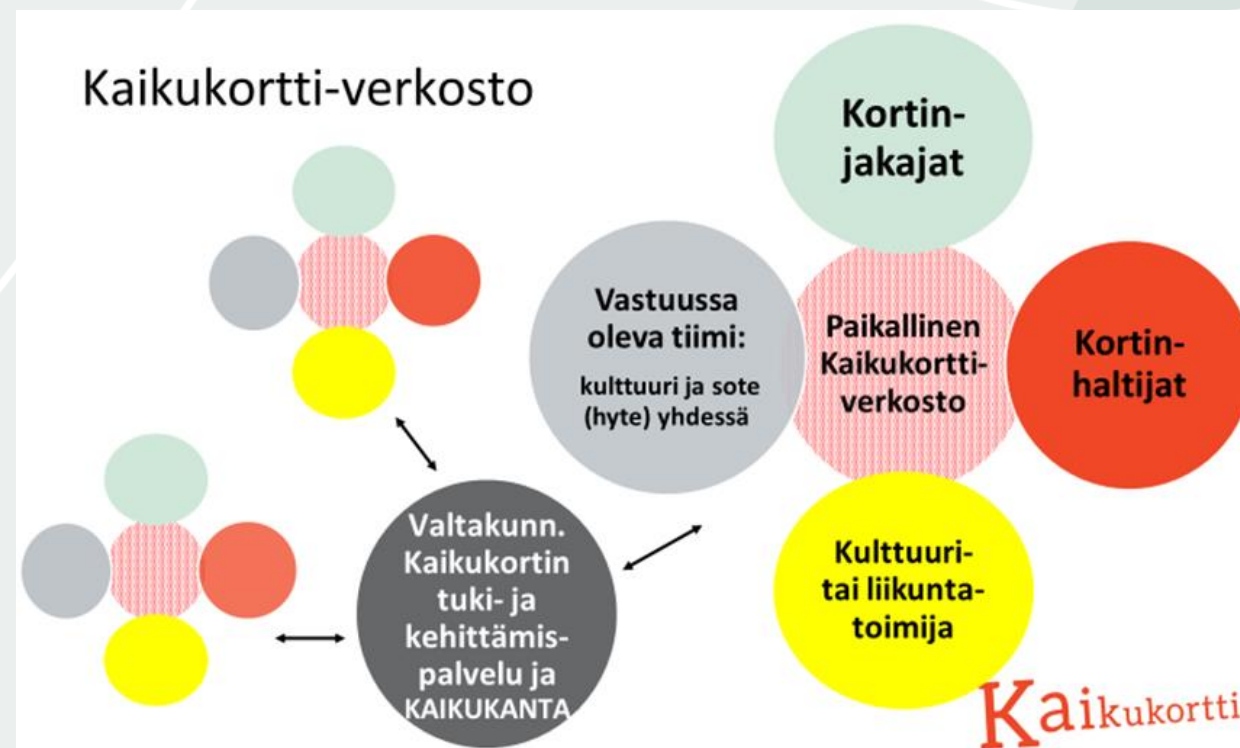 Kaikukortti-verkosto
Kortin-
jakajat
Vastuussa
oleva tiimi:
kulttuuri ja sote
(hyte) yhdessä
Paikallinen
Kaikukortti-
verkosto
Kortin-
haltijat
Valtakunn.
Kaikukortin
tuki- ja
kehittämis-
palvelu ja
KAIKUKANTA
Kulttuuri-
tai liikunta-
toimija
Kaikukortti